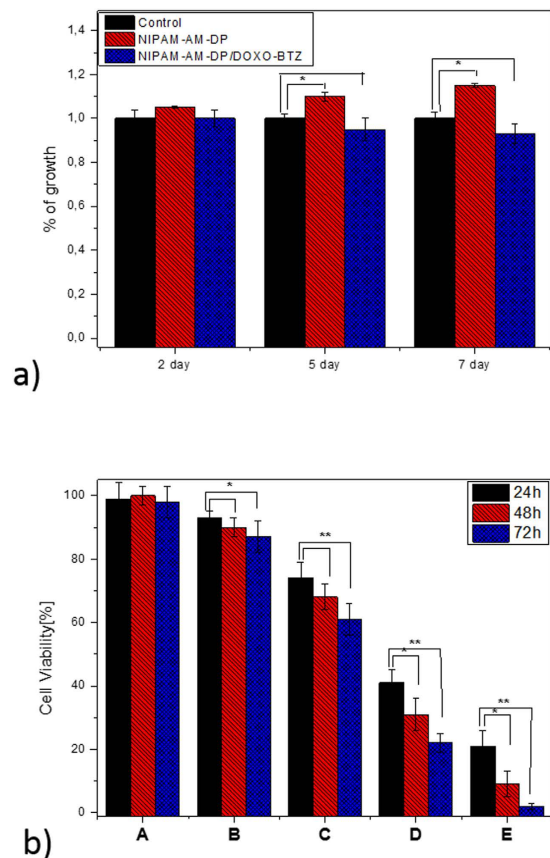 Control
NIPAM-AM-DP
NIPAM-AM-DP/DOXO-BTZ
1,4
1,2
1,0
0,8
0,6
0,4
0,2
0,0
% of growth
*
*
2 day
5 day
7 day
a)
24h
48h
72h
100
80
60
40
20
0
Cell Viability[%]
*
**
**
*
**
*
A
B
C
D
E
b)